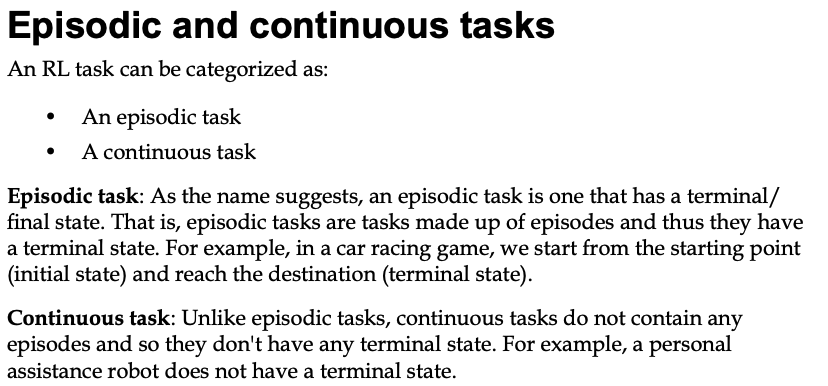 Episodic and continuous tasks
An RL task can be categorized as:
• An episodic task
• A continuous task
Episodic task: As the name suggests, an episodic task is one that has a terminal/
final state. That is, episodic tasks are tasks made up of episodes and thus they have
a terminal state. For example, in a car racing game, we start from the starting point
(initial state) and reach the destination (terminal state).
Continuous task: Unlike episodic tasks, continuous tasks do not contain any
episodes and so they don't have any terminal state. For example, a personal
assistance robot does not have a terminal state.